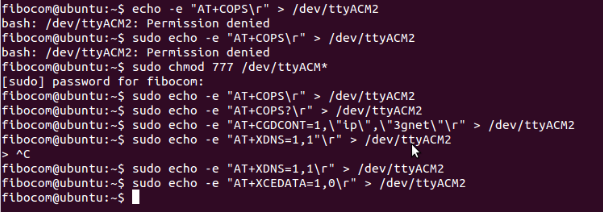 fibocom@ubuntu:~$ echo -e "AT+COPS\r" > /dev/ttyACM2
bash: /dev/ttyACM2: Permission denied
fibocom@ubuntu:~$ sudo echo -e "AT+COPS\r" > /dev/ttyACM2
bash: /dev/ttyACM2: Permission denied
fibocom@ubuntu:~$ sudo chmod 777 /dev/ttyACM*
[sudo] password for fibocom:
fibocom@ubuntu:~$ sudo echo -e "AT+COPS\r" > /dev/ttyACM2
fibocom@ubuntu:~$ sudo echo -e "AT+COPS?\r" > /dev/ttyACM2
fibocom@ubuntu:~$ sudo echo -e "AT+CGDCONT=1,\"ip\",\"3gnet\"\r" > /dev/ttyACM2
fibocom@ubuntu:~$ sudo echo -e "AT+XDNS=1,1"\r" > /dev/ttyACM2
> ^C
fibocom@ubuntu:~$ sudo echo -e "AT+XDNS=1,1\r" > /dev/ttyACM2
fibocom@ubuntu:~$ sudo echo -e "AT+XCEDATA=1,0\r" > /dev/ttyACM2
fibocom@ubuntu:~$